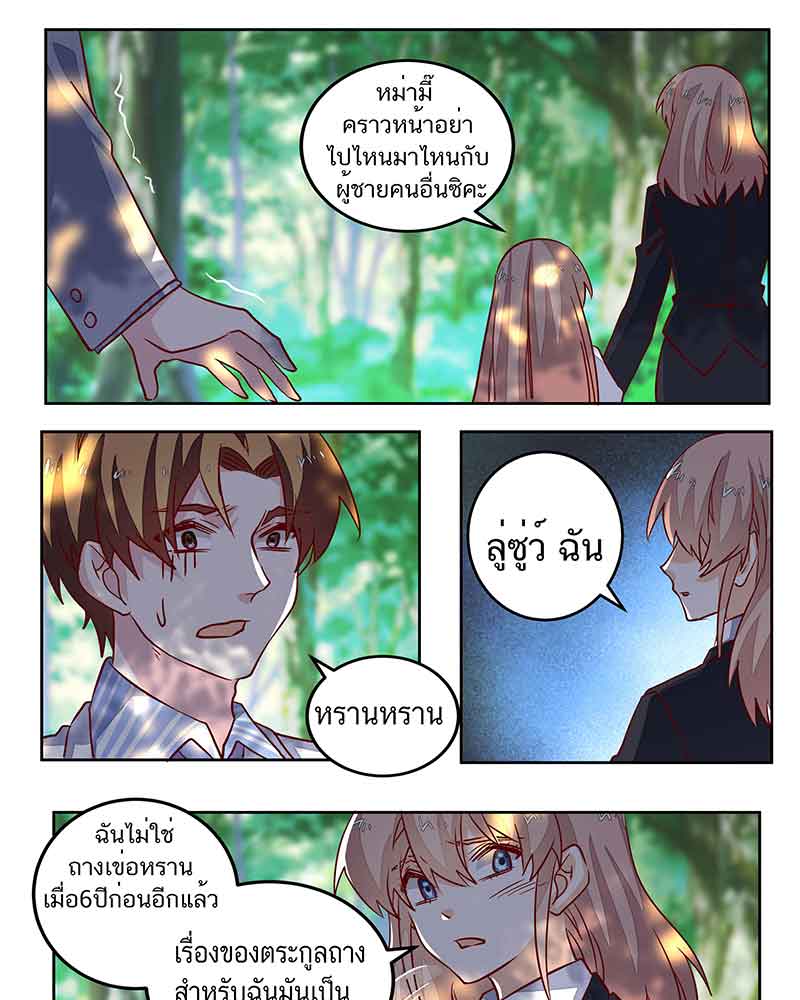 หม่ามี๊
คราวหน้าอย่า
ไปไหนมาไหนกับ
ผู้ชายคนอื่นซิคะ
หรานหราน
ลู่ซู่ว์ ฉัน
ฉันไม่ใช่
ถางเข่อหราน
เมื่อ6ปีก่อนอีกแล้ว
เรื่องของตระกูลถาง
สำหรับฉันมันเป็น